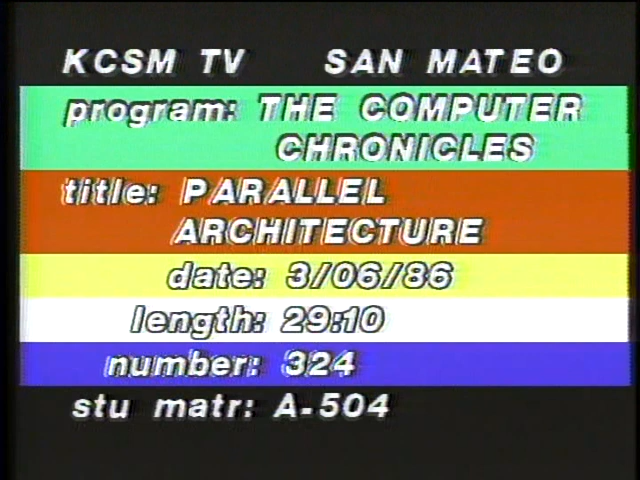 KCSM TV SAN MATEO
program: THE COMPUTER
CHRONICLES
title: PARALLEL
ARCHITECTURE
date: 3/06/86
length: 29:10
number: 324
stu matr: A-504